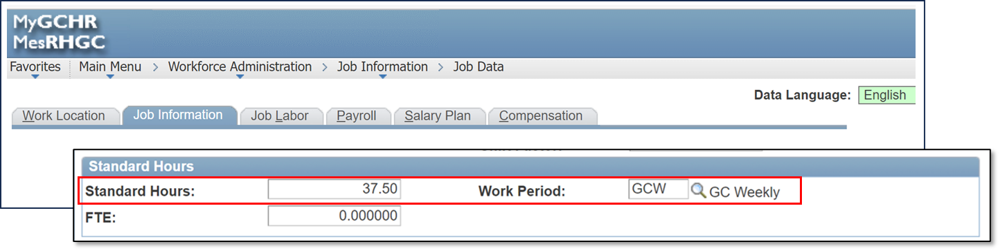 MyGCHR
MesRHGC
Favorites Main Menu > Workforce Administration > Job Information > Job Data
Data Language: English
Work Location Job Information Job Labor Payroll Salary Plan Compensation
Standard Hours
Standard Hours: 37.50 Work Period: GCW GC Weekly
FTE: 0.000000